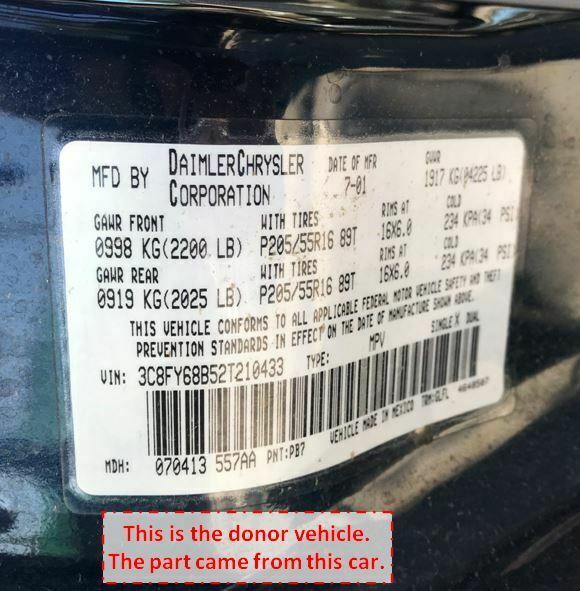 MFD BY DAIMLERCHRYSLER CORPORATION
DATE OF MFR 7-01
GVWR 1917 KG(04225 LB)
GAWR FRONT WITH TIRES RIMS AT COLD
0998 KG(2200 LB) P205/55R16 89T 16X6.0 234 KPA(34 PSI
GAWR REAR WITH TIRES RIMS AT COLD
0919 KG(2025 LB) P205/55R16 89T 16X6.0 234 KPA(34 PSI
THIS VEHICLE CONFORMS TO ALL APPLICABLE FEDERAL MOTOR VEHICLE SAFETY AND THEFT
PREVENTION STANDARDS IN EFFECT ON THE DATE OF MANUFACTURE SHOWN ABOVE.
VIN: 3C8FY68B52T210433 TYPE: MPV SINGLE X DUAL
MDH: 070413 557AA PNT:PB7 VEHICLE MADE IN MEXICO TRM:QLFL
This is the donor vehicle.
The part came from this car.